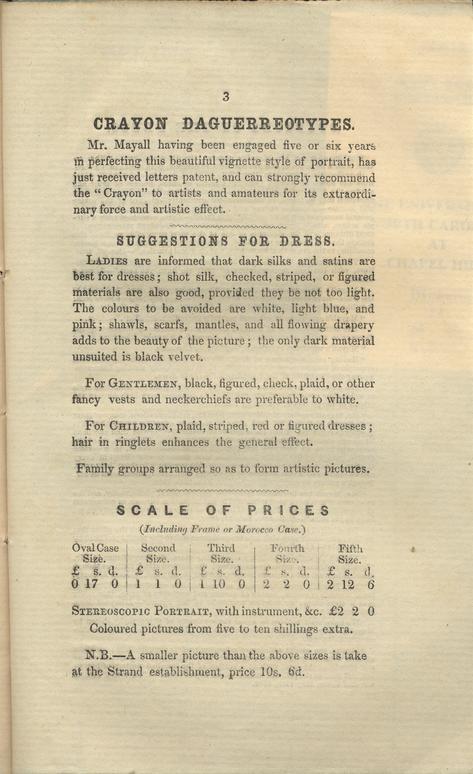 3
CRAYON DAGUERREOTYPES.
Mr. Mayall having been engaged five or six years
in perfecting this beautiful vignette style of portrait, has
just received letters patent, and can strongly recommend
the "Crayon" to artists and amateurs for its extraordi-
nary force and artistic effect.
SUGGESTIONS FOR DRESS.
LADIES are informed that dark silks and satins are
best for dresses; shot silk, checked, striped, or figured
materials are also good, provided they be not too light.
The colours to be avoided are white, light blue, and
pink; shawls, scarfs, mantles, and all flowing drapery
adds to the beauty of the picture; the only dark material
unsuited is black velvet.
For GENTLEMEN, black, figured, check, plaid, or other
fancy vests and neckerchiefs are preferable to white.
For CHILDREN, plaid, striped, red or figured dresses;
hair in ringlets enhances the general effect.
Family groups arranged so as to form artistic pictures.
SCALE OF PRICES
(Including Frame or Morocco Case.)
Oval Case Second Third Fourth Fifth
Size. Size. Size. Size. Size.
£ s. d. £ s. d. £ s. d. £ s. d. £ s. d.
0 17 0 1 1 0 1 10 0 2 2 0 2 12 6
STEREOSCOPIC PORTRAIT, with instrument, &c. £2 2 0
Coloured pictures from five to ten shillings extra.
N.B.—A smaller picture than the above sizes is take
at the Strand establishment, price 10s. 6d.